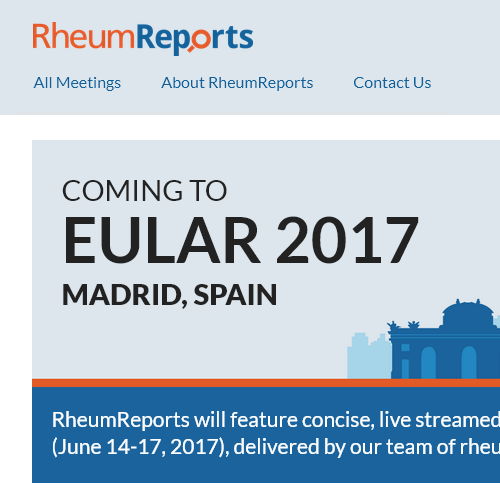 RheumReports
All Meetings About RheumReports Contact Us
COMING TO
EULAR 2017
MADRID, SPAIN
RheumReports will feature concise, live streamed
(June 14-17, 2017), delivered by our team of